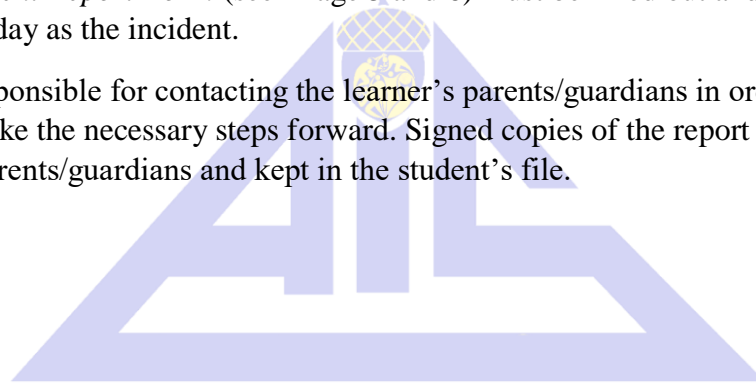 day as the incident.
ponsible for contacting the learner’s parents/guardians in or
ke the necessary steps forward. Signed copies of the report
rents/guardians and kept in the student’s file.
AIC